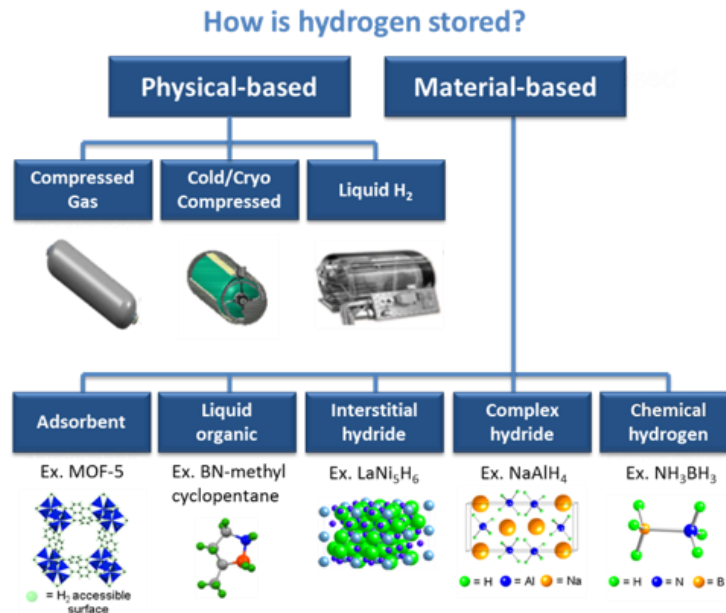 How is hydrogen stored?
Physical-based
Material-based
Compressed
Gas
Cold/Cryo
Compressed
Liquid H₂
Adsorbent
Liquid
organic
Interstitial
hydride
Complex
hydride
Chemical
hydrogen
Ex. MOF-5
Ex. BN-methyl
cyclopentane
Ex. LaNi₅H₆
Ex. NaAlH₄
Ex. NH₃BH₃
= H₂ accessible
surface
= H = Al = Na
= H = N = B